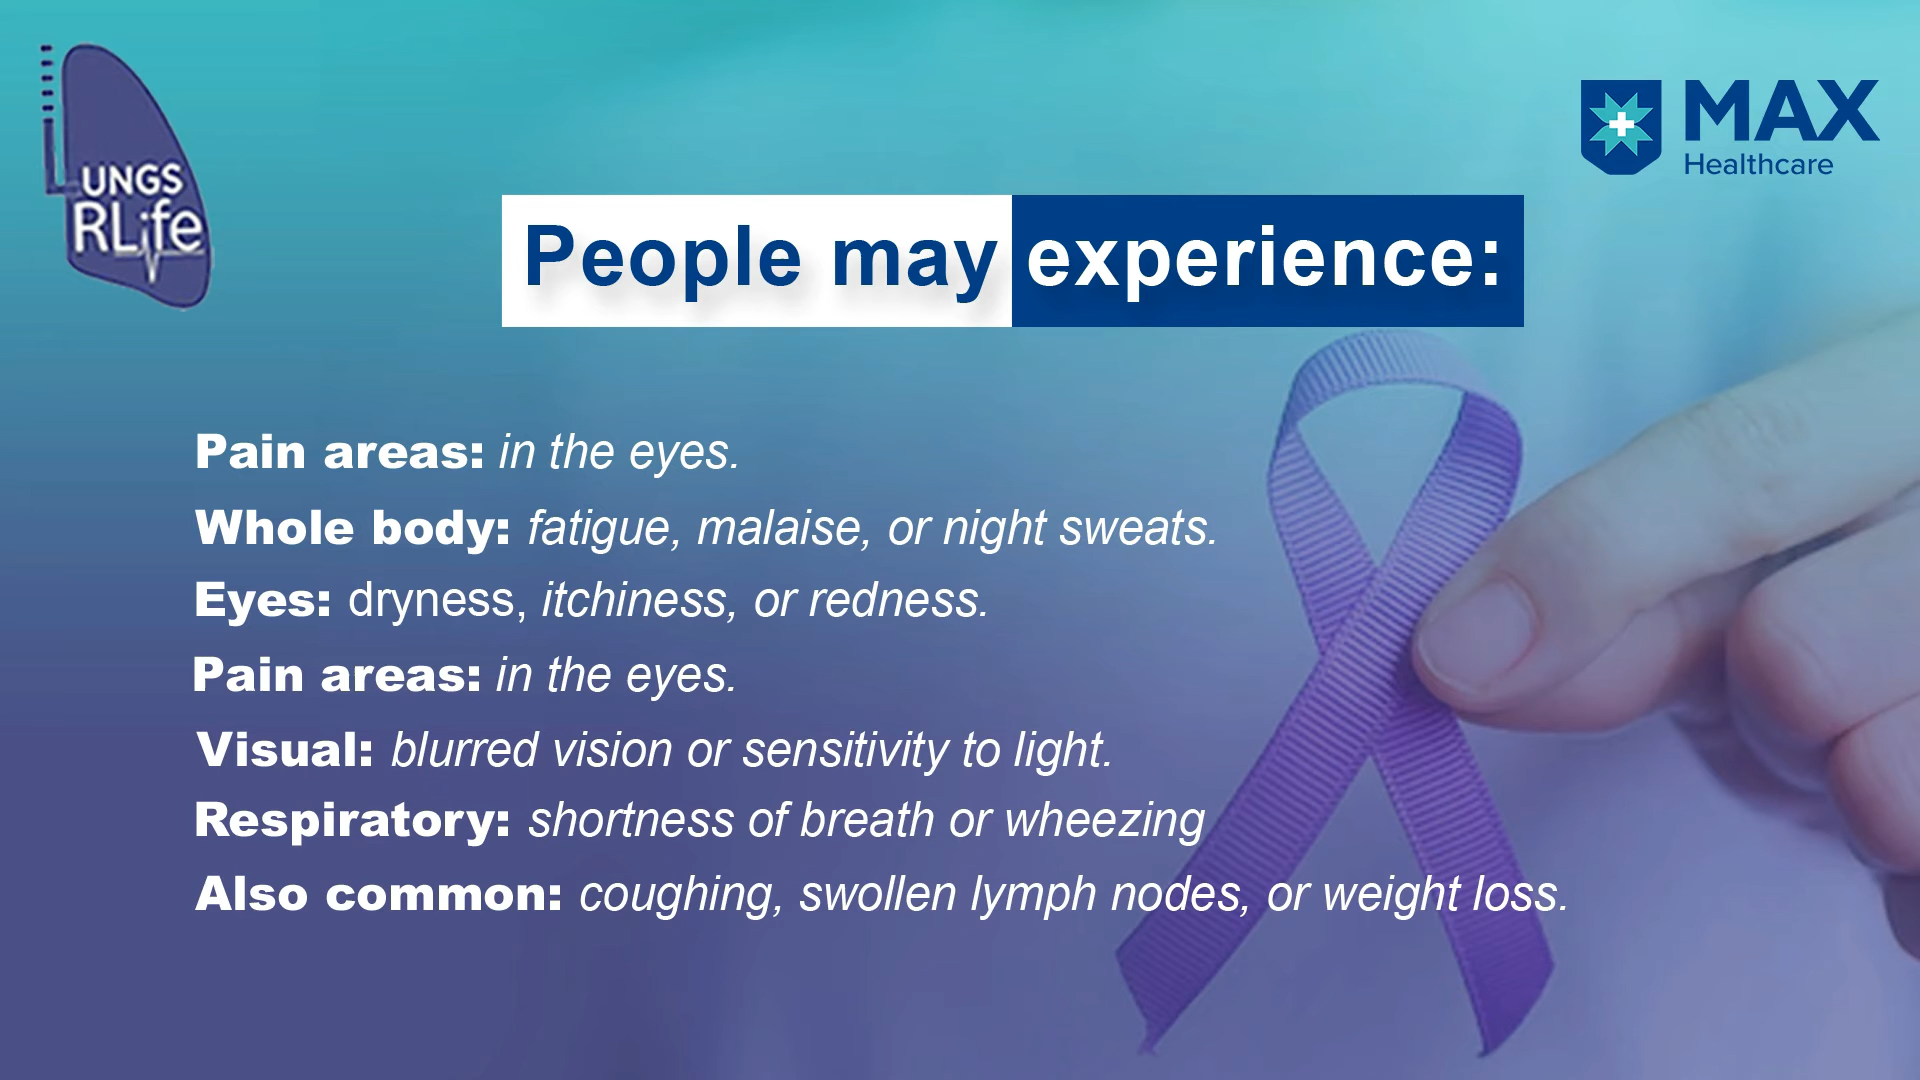 LUNGS
RLife
MAX
Healthcare
People may experience:
Pain areas: in the eyes.
Whole body: fatigue, malaise, or night sweats.
Eyes: dryness, itchiness, or redness.
Pain areas: in the eyes.
Visual: blurred vision or sensitivity to light.
Respiratory: shortness of breath or wheezing
Also common: coughing, swollen lymph nodes, or weight loss.